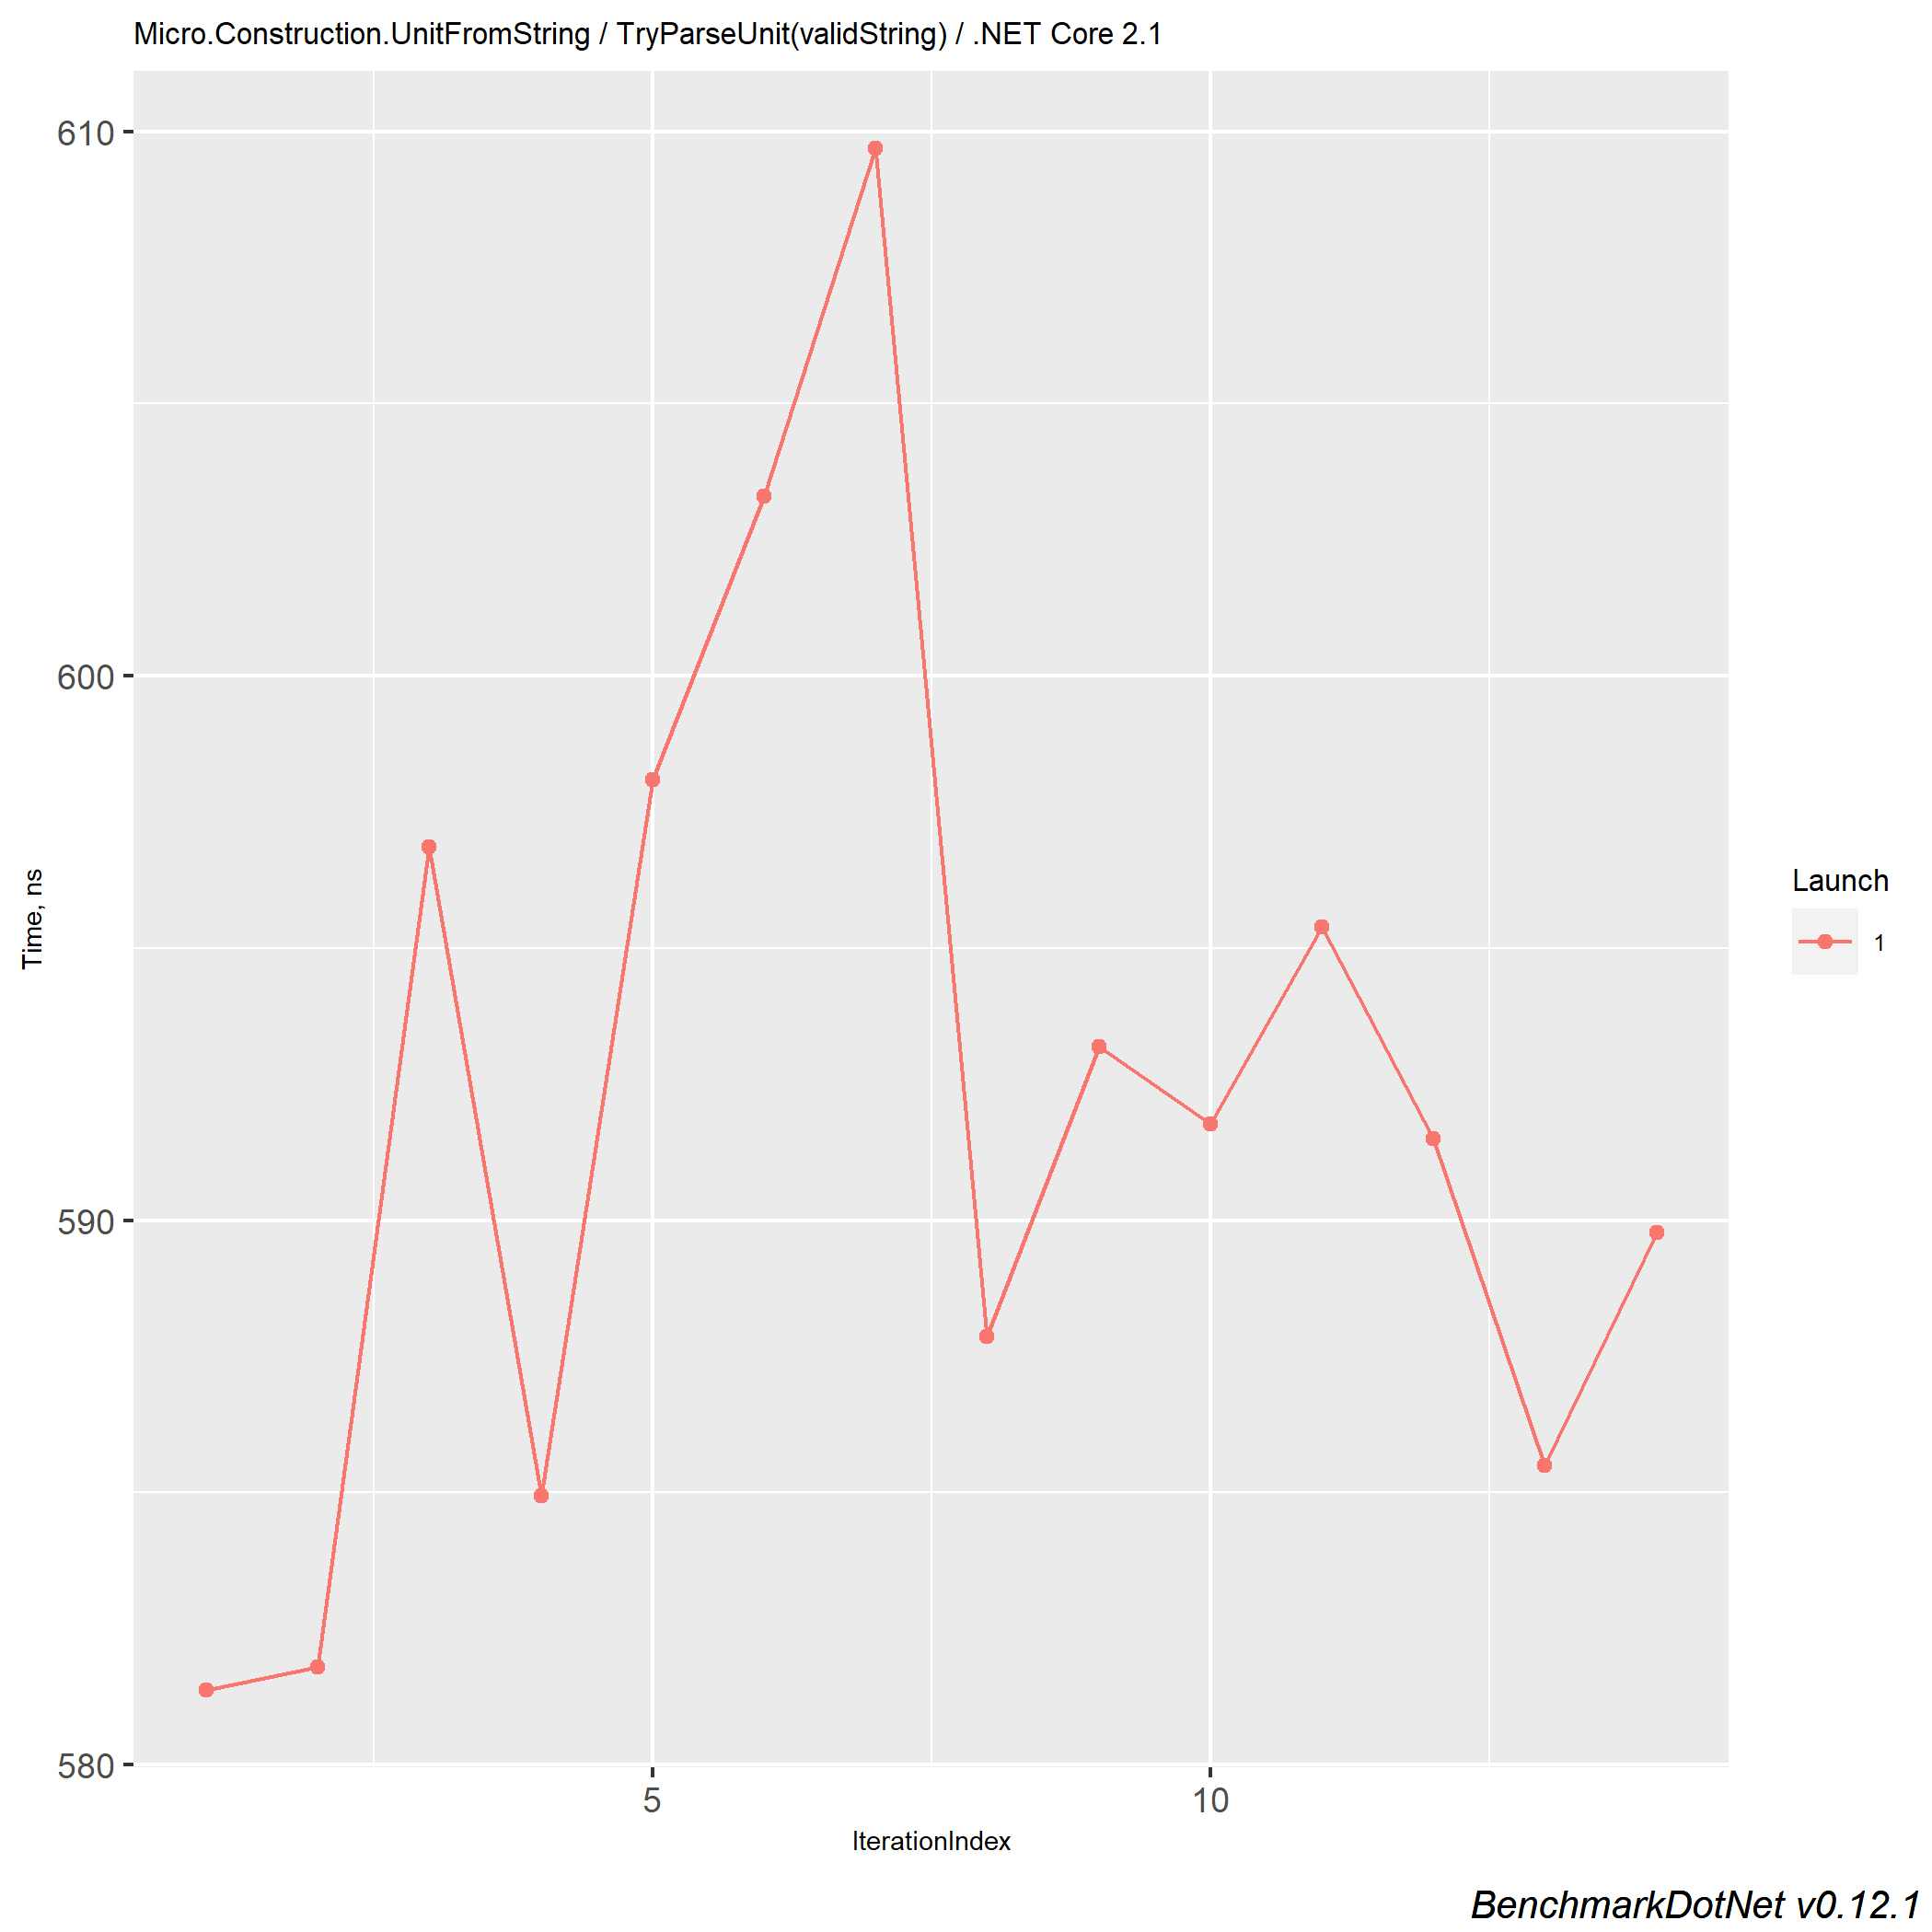 Micro.Construction.UnitFromString / TryParseUnit(validString) / .NET Core 2.1
610
600
590
580
Time, ns
5
10
IterationIndex
Launch
1
BenchmarkDotNet v0.12.1